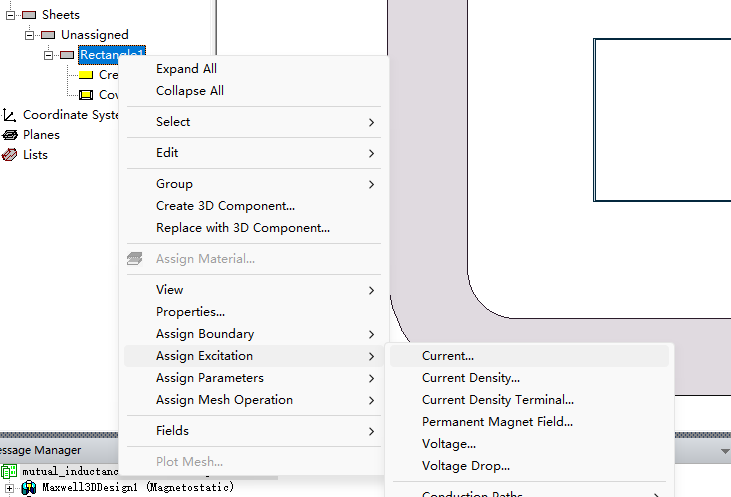 Sheets
Unassigned
Rectangle1
Cre
Cov
Coordinate Syste
Planes
Lists
Expand All
Collapse All
Select
Edit
Group
Create 3D Component...
Replace with 3D Component...
Assign Material...
View
Properties...
Assign Boundary
Assign Excitation
Assign Parameters
Assign Mesh Operation
Fields
Plot Mesh...
Current...
Current Density...
Current Density Terminal...
Permanent Magnet Field...
Voltage...
Voltage Drop...
Conduction Paths
essage Manager
mutual_inductanc
Maxwell3DDesign1 (Magnetostatic)